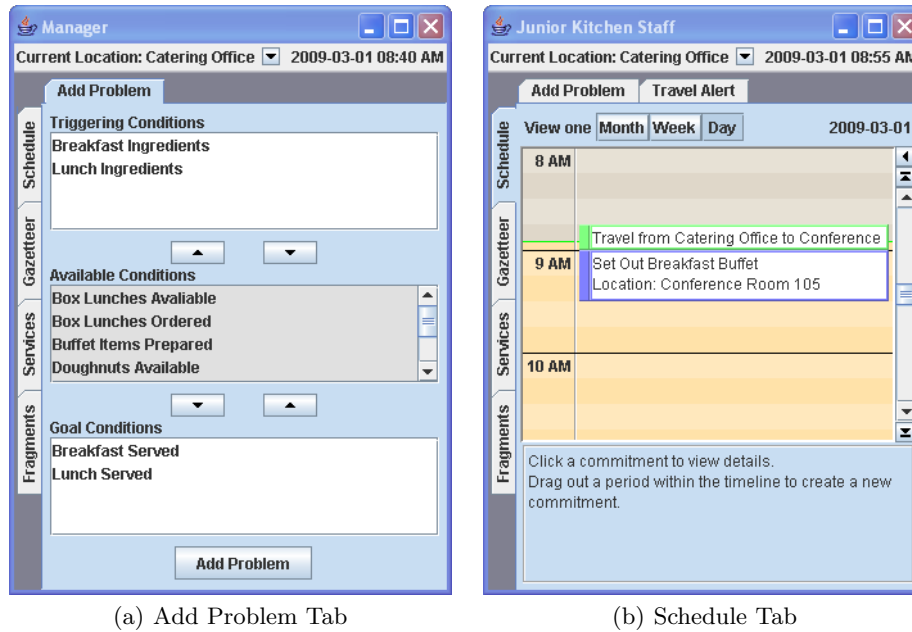 Manager
Current Location: Catering Office 2009-03-01 08:40 AM
Add Problem
Schedule
Gazetteer
Services
Fragments
Triggering Conditions
Breakfast Ingredients
Lunch Ingredients
Available Conditions
Box Lunches Avaliable
Box Lunches Ordered
Buffet Items Prepared
Doughnuts Available
Goal Conditions
Breakfast Served
Lunch Served
Add Problem
(a) Add Problem Tab
Junior Kitchen Staff
Current Location: Catering Office 2009-03-01 08:55 AM
Add Problem Travel Alert
Schedule
Gazetteer
Services
Fragments
View one Month Week Day 2009-03-01
8 AM
Travel from Catering Office to Conference
9 AM Set Out Breakfast Buffet
Location: Conference Room 105
10 AM
Click a commitment to view details.
Drag out a period within the timeline to create a new
commitment.
(b) Schedule Tab